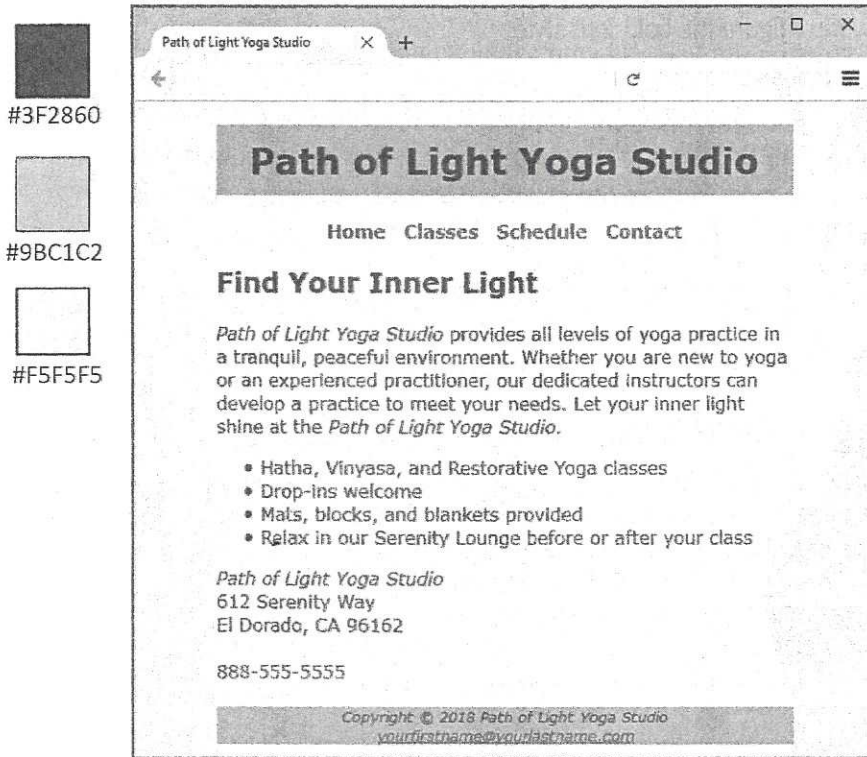 #3F2860
#9BC1C2
#F5F5F5
Path of Light Yoga Studio
Path of Light Yoga Studio
Home Classes Schedule Contact
Find Your Inner Light
Path of Light Yoga Studio provides all levels of yoga practice in
a tranquil, peaceful environment. Whether you are new to yoga
or an experienced practitioner, our dedicated instructors can
develop a practice to meet your needs. Let your inner light
shine at the Path of Light Yoga Studio.
• Hatha, Vinyasa, and Restorative Yoga classes
• Drop-ins welcome
• Mats, blocks, and blankets provided
• Relax in our Serenity Lounge before or after your class
Path of Light Yoga Studio
612 Serenity Way
El Dorado, CA 96162
888-555-5555
Copyright © 2018 Path of Light Yoga Studio
yourfirstname@yourlastname.com